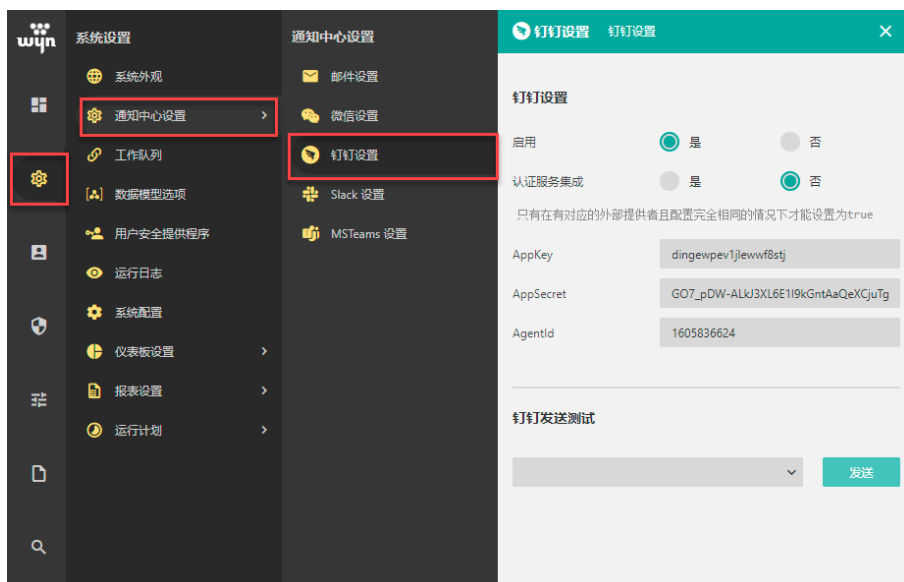 wyn
系统设置
系统外观
通知中心设置
工作队列
数据模型选项
用户安全提供程序
运行日志
系统配置
仪表板设置
报表设置
运行计划
通知中心设置
邮件设置
微信设置
钉钉设置
Slack 设置
MSTeams 设置
钉钉设置 钉钉设置
钉钉设置
启用 是 否
认证服务集成 是 否
只有在有对应的外部提供者且配置完全相同的情况下才能设置为true
AppKey dingewpev1jlewwf8stj
AppSecret GO7_pDW-ALkJ3XL6E1I9kGntAaQeXCjuTg
AgentId 1605836624
钉钉发送测试
发送